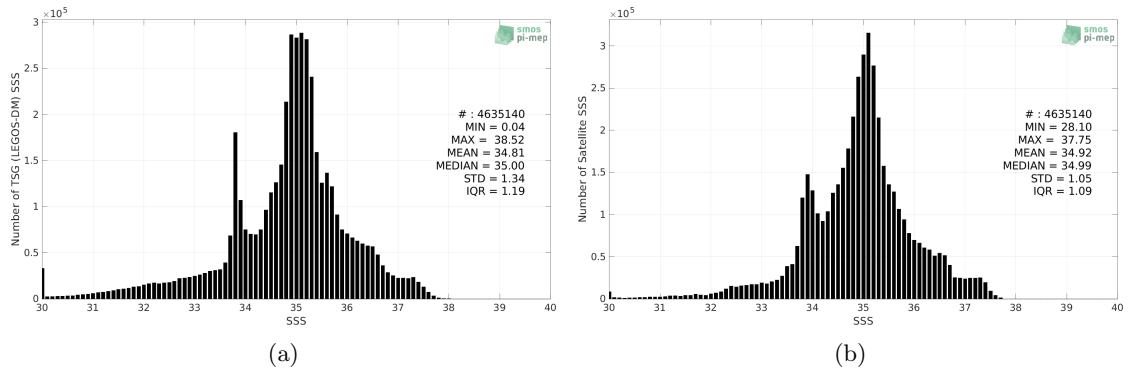 ×10^5
3
2.5
2
1.5
1
0.5
0
Number of TSG (LEGOS-DM) SSS
30 31 32 33 34 35 36 37 38 39 40
SSS
smos
pi-mep
# : 4635140
MIN = 0.04
MAX = 38.52
MEAN = 34.81
MEDIAN = 35.00
STD = 1.34
IQR = 1.19
(a)
×10^5
3
2.5
2
1.5
1
0.5
0
Number of Satellite SSS
30 31 32 33 34 35 36 37 38 39 40
SSS
smos
pi-mep
# : 4635140
MIN = 28.10
MAX = 37.75
MEAN = 34.92
MEDIAN = 34.99
STD = 1.05
IQR = 1.09
(b)